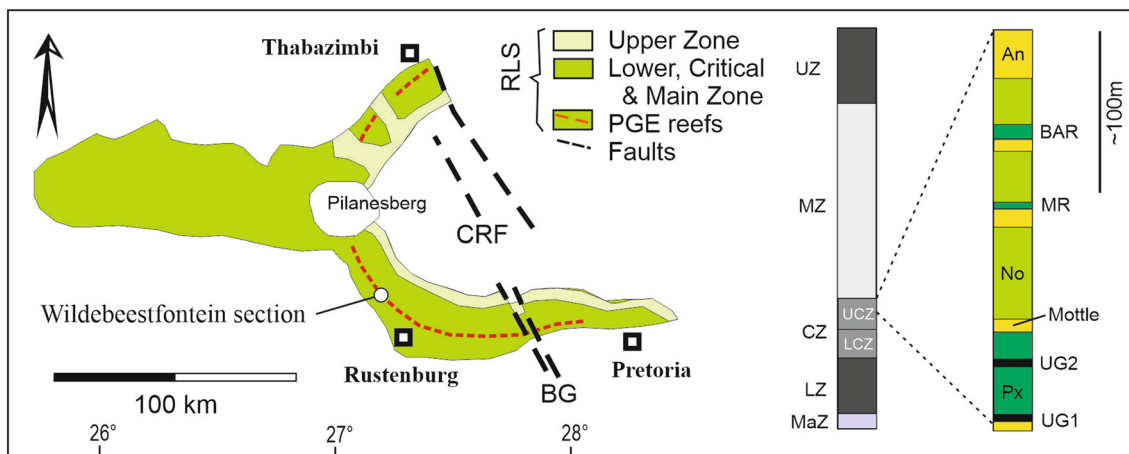 Thabazimbi
RLS
Upper Zone
Lower, Critical
& Main Zone
PGE reefs
Faults
Pilanesberg
CRF
Wildebeestfontein section
Rustenburg
BG
Pretoria
100 km
26°
27°
28°
UZ
MZ
CZ
UCZ
LCZ
LZ
MaZ
An
BAR
MR
No
Mottle
UG2
Px
UG1
~100m